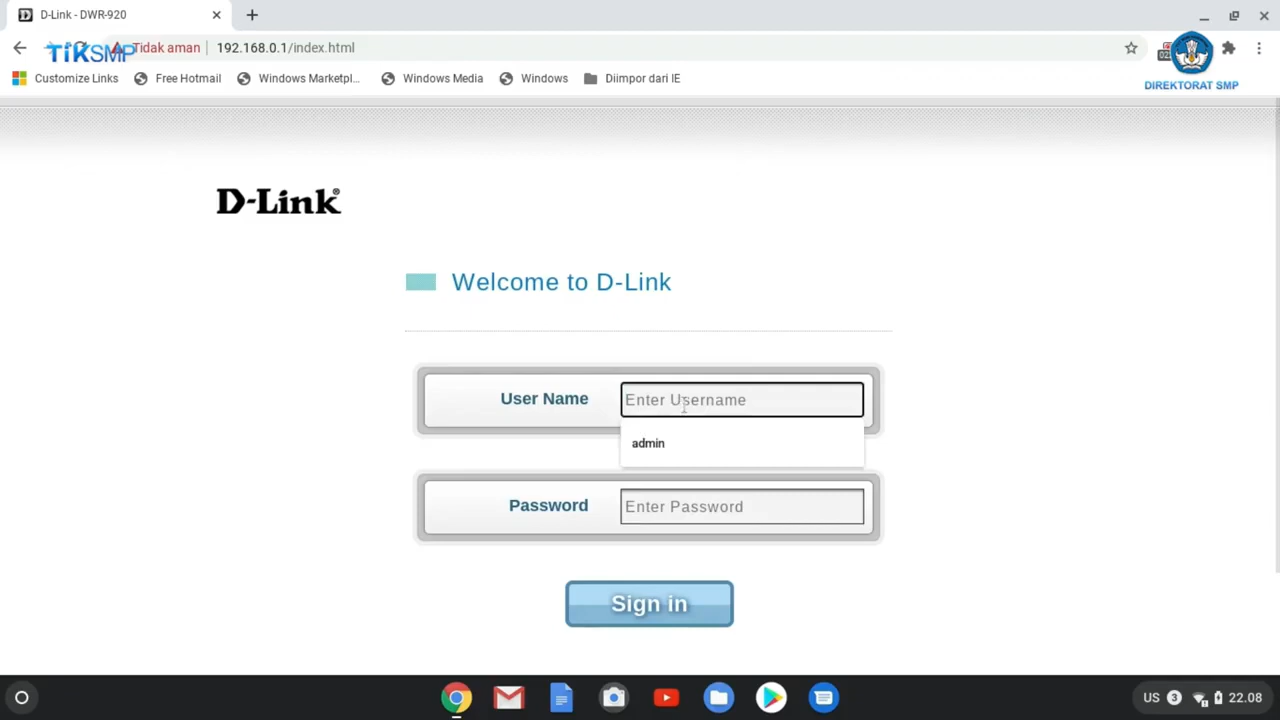 D-Link - DWR-920
TIKSMP
Tidak aman
192.168.0.1/index.html
DIREKTORAT SMP
Customize Links
Free Hotmail
Windows Marketpl...
Windows Media
Windows
Diimpor dari IE
D-Link®
Welcome to D-Link
User Name
Enter Username
admin
Password
Enter Password
Sign in
US 3 22.08